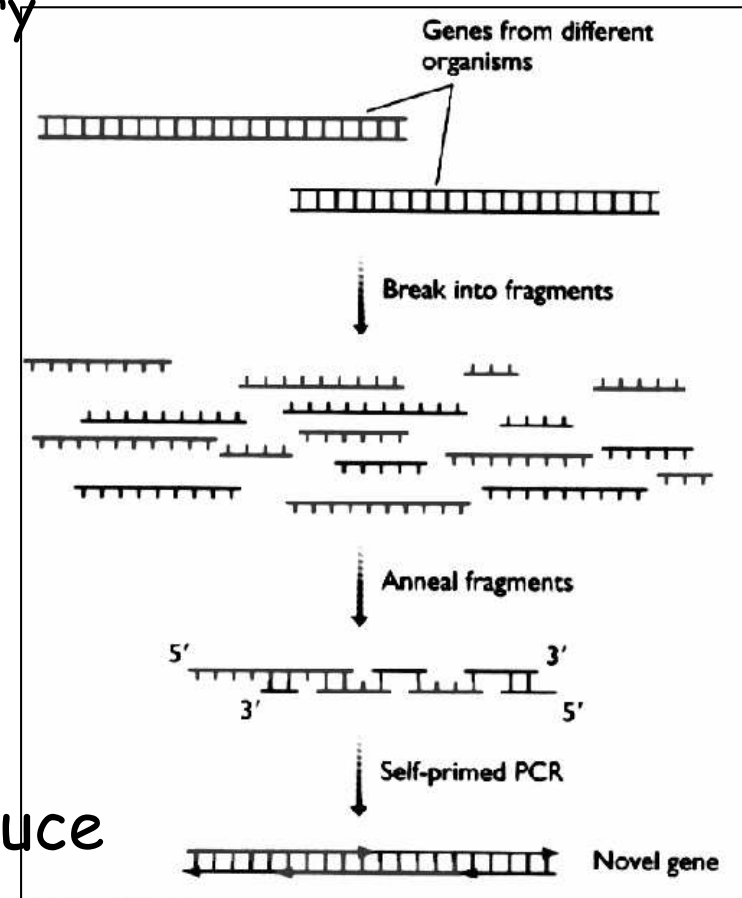 Genes from different
organisms
Break into fragments
Anneal fragments
5′ 3′
3′ 5′
Self-primed PCR
uce
Novel gene